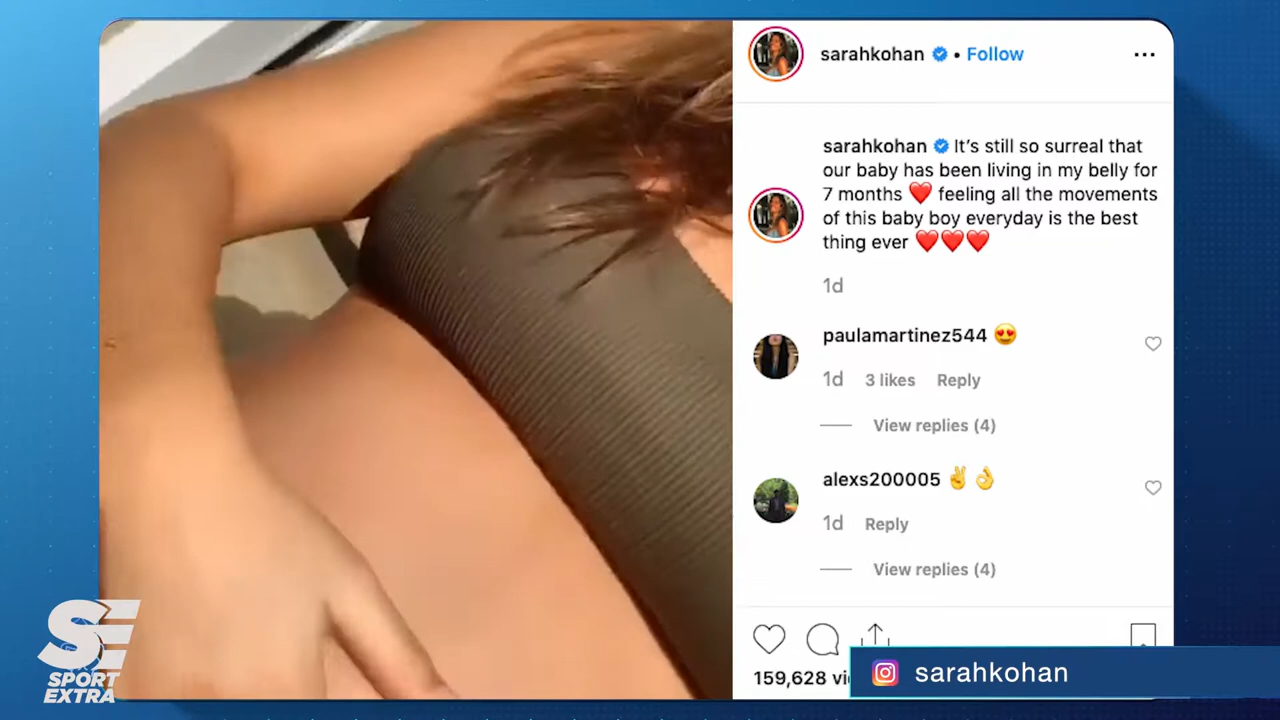 sarahkohan • Follow
sarahkohan It's still so surreal that
our baby has been living in my belly for
7 months ❤️ feeling all the movements
of this baby boy everyday is the best
thing ever ❤️❤️❤️
1d
paulamartinez544 😍
1d 3 likes Reply
View replies (4)
alexs200005 ✌️👌
1d Reply
View replies (4)
159,628 vi
sarahkohan
SE
SPORT
EXTRA